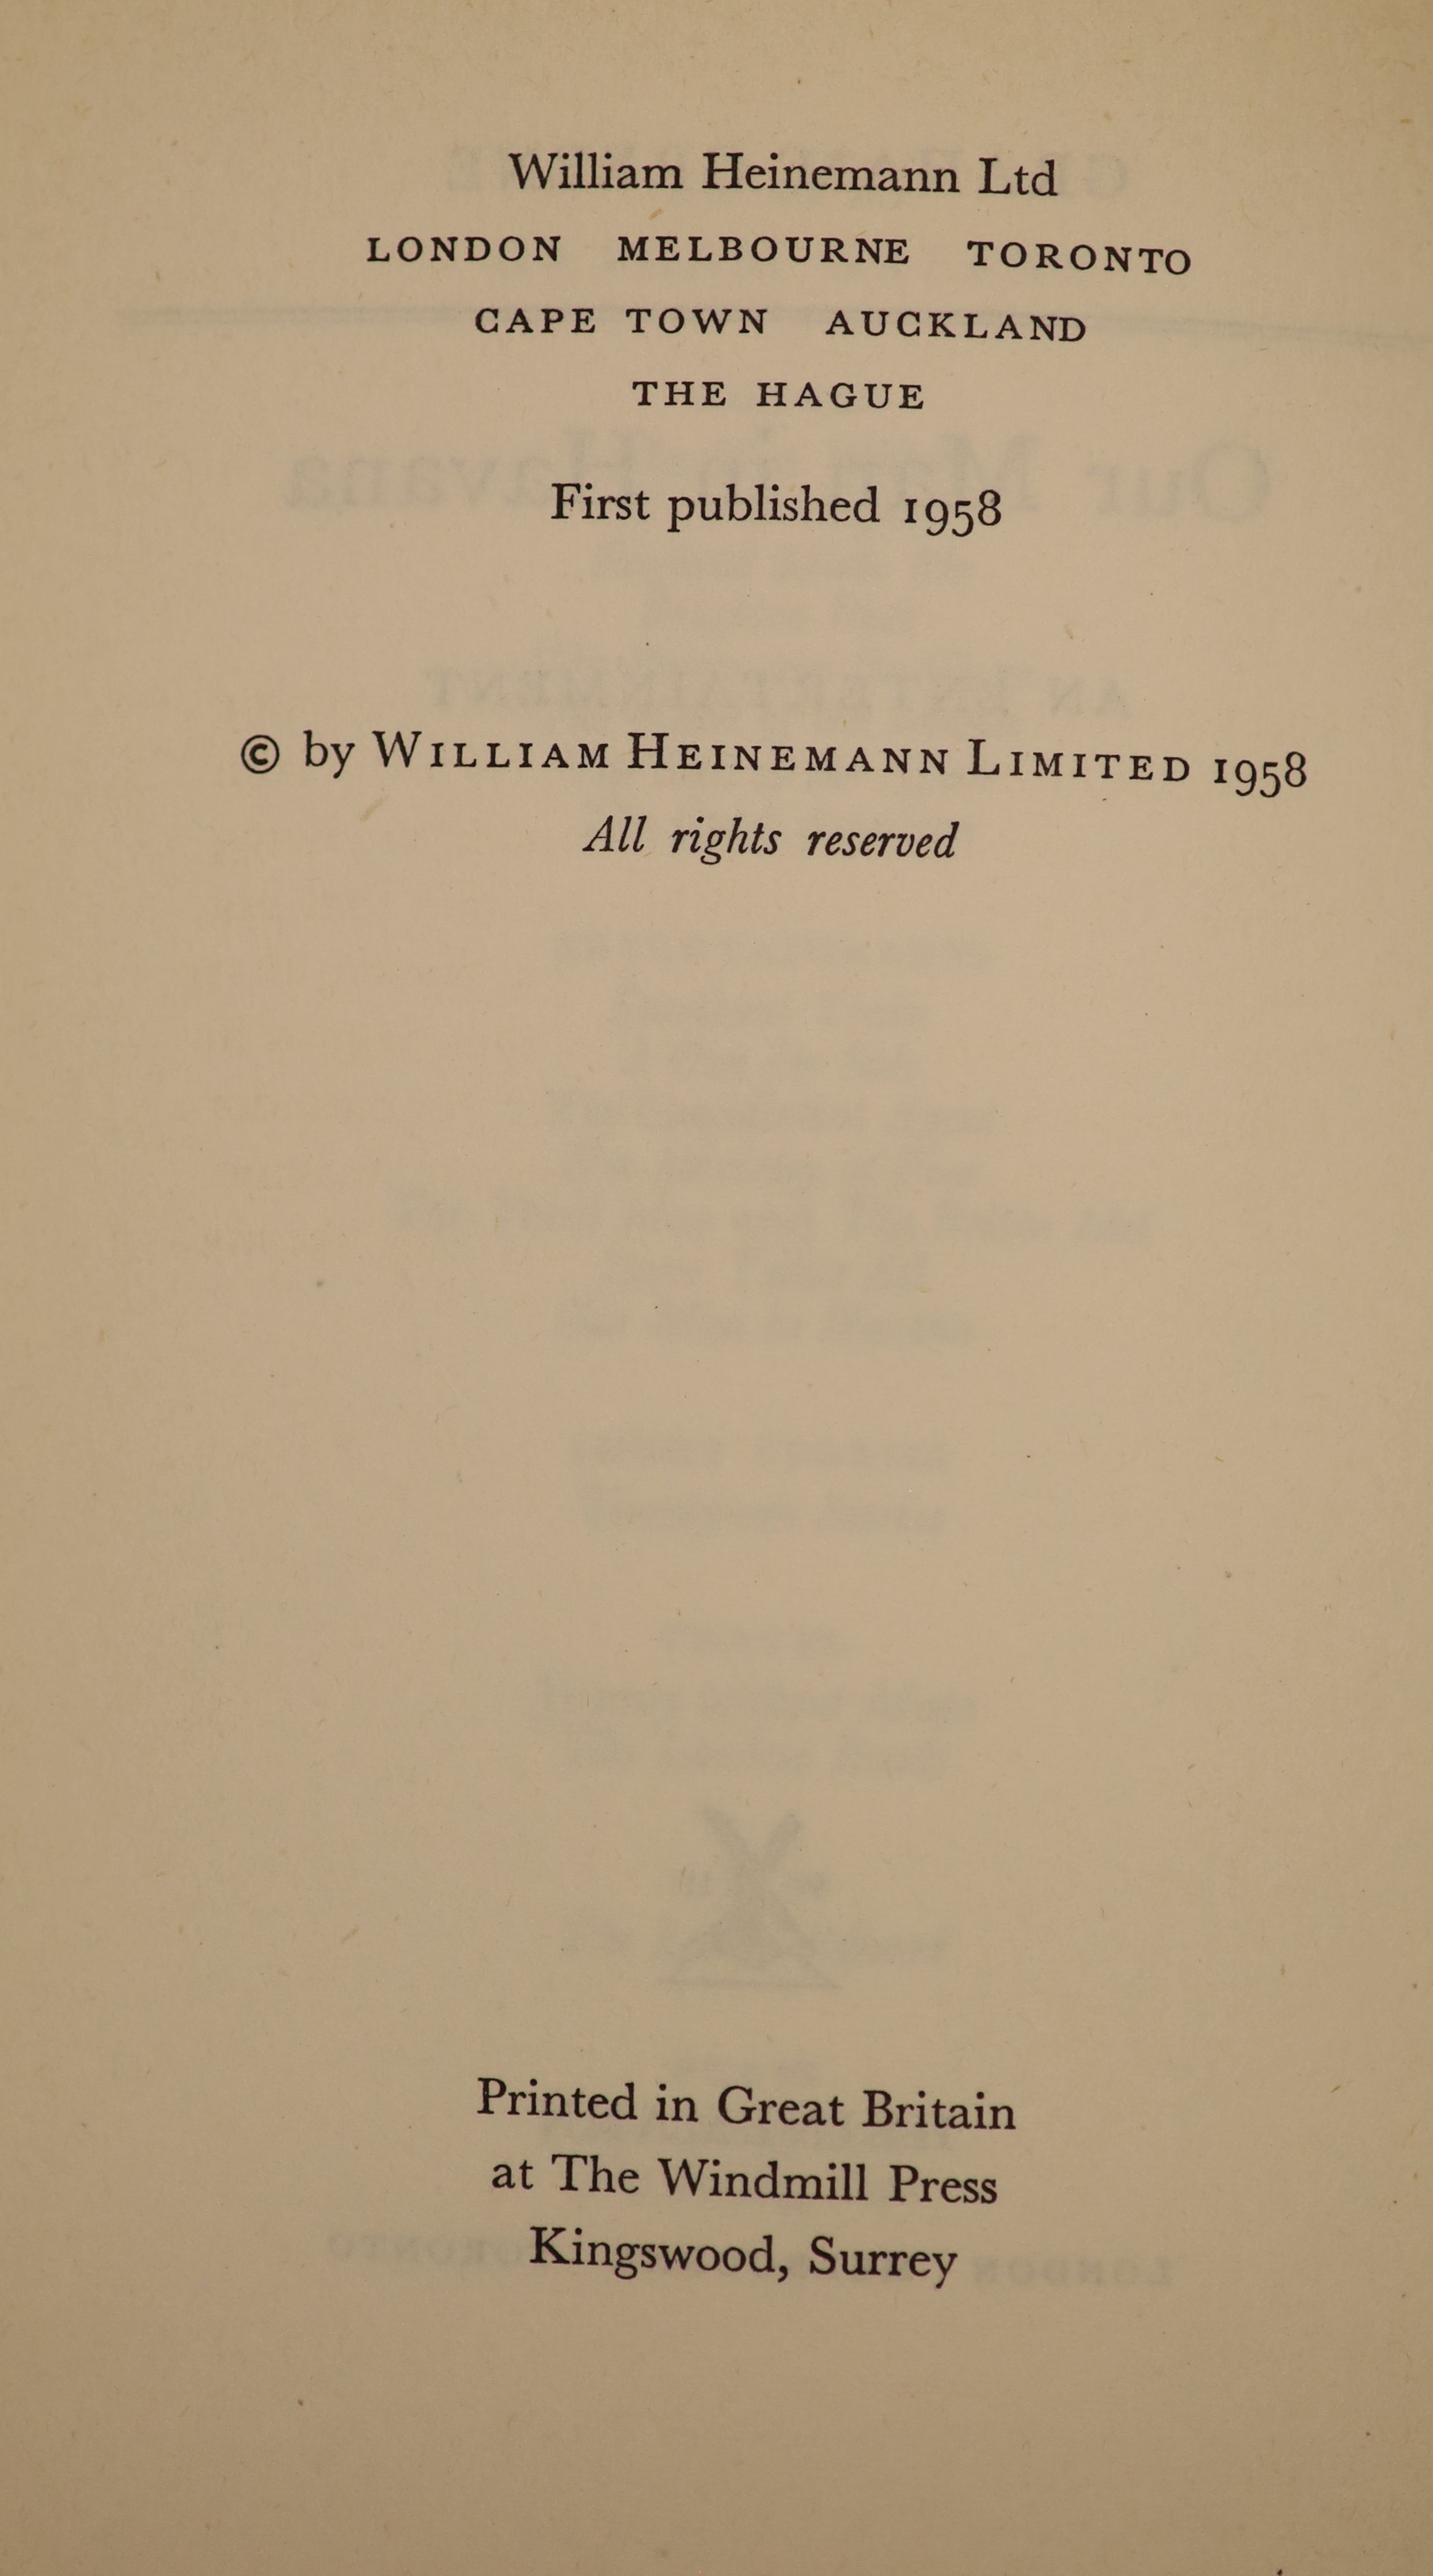 William Heinemann Ltd
LONDON MELBOURNE TORONTO
CAPE TOWN AUCKLAND
THE HAGUE
First published 1958
© by WILLIAM HEINEMANN LIMITED 1958
All rights reserved
Printed in Great Britain
at The Windmill Press
Kingswood, Surrey